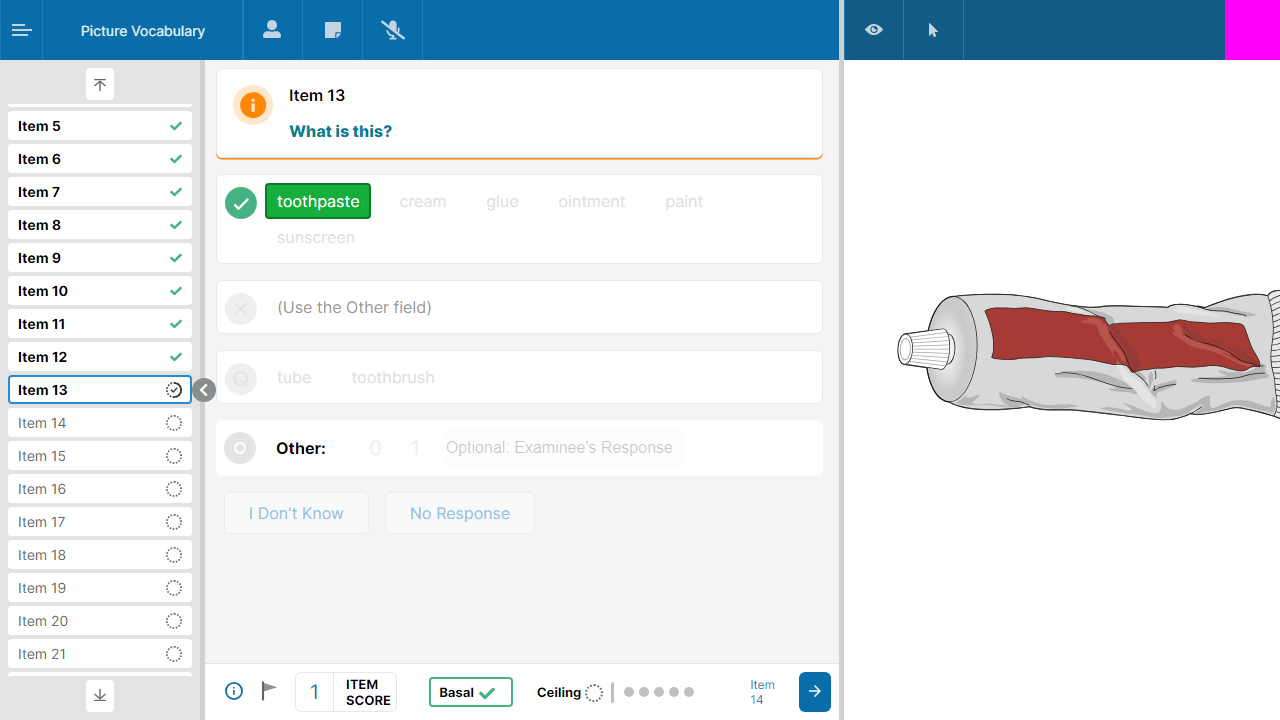 Picture Vocabulary
Item 5
Item 6
Item 7
Item 8
Item 9
Item 10
Item 11
Item 12
Item 13
Item 14
Item 15
Item 16
Item 17
Item 18
Item 19
Item 20
Item 21
Item 13
What is this?
toothpaste cream glue ointment paint
sunscreen
(Use the Other field)
Q tube toothbrush
O Other: 0 1 Optional: Examinee's Response
I Don't Know No Response
1 ITEM
SCORE
Basal
Ceiling
Item
14